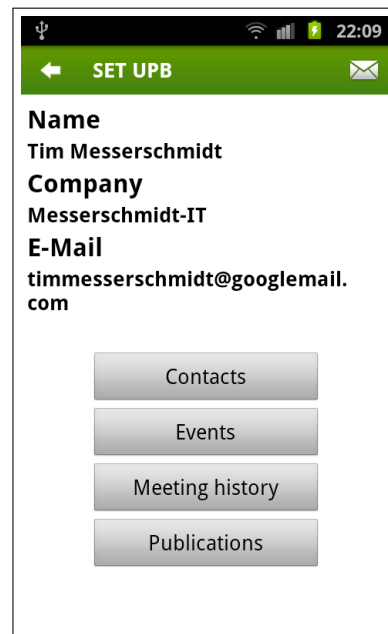 22:09
SET UPB
Name
Tim Messerschmidt
Company
Messerschmidt-IT
E-Mail
timmesserschmidt@googlemail.
com
Contacts
Events
Meeting history
Publications